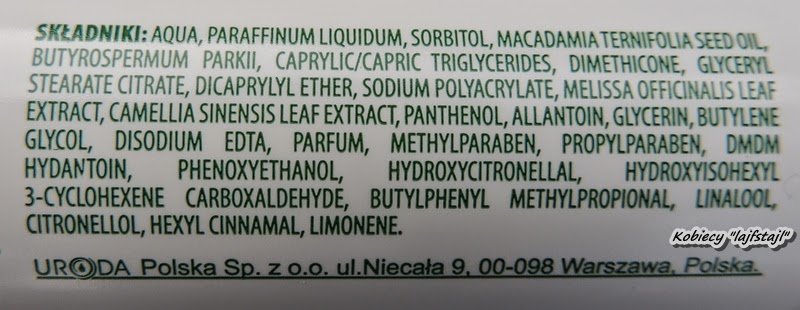 SKŁADNIKI: AQUA, PARAFFINUM LIQUIDUM, SORBITOL, MACADAMIA TERNIFOLIA SEED OIL,
BUTYROSPERMUM PARKII, CAPRYLIC/CAPRIC TRIGLYCERIDES, DIMETHICONE, GLYCERYL
STEARATE CITRATE, DICAPRYLYL ETHER, SODIUM POLYACRYLATE, MELISSA OFFICINALIS LEAF
EXTRACT, CAMELLIA SINENSIS LEAF EXTRACT, PANTHENOL, ALLANTOIN, GLYCERIN, BUTYLENE
GLYCOL, DISODIUM EDTA, PARFUM, METHYLPARABEN, PROPYLPARABEN, DMDM
HYDANTOIN, PHENOXYETHANOL, HYDROXYCITRONELLAL, HYDROXYISOHEXYL
3-CYCLOHEXENE CARBOXALDEHYDE, BUTYLPHENYL METHYLPROPIONAL, LINALOOL,
CITRONELLOL, HEXYL CINNAMAL, LIMONENE.
Kobiecy "lajfstajl"
URODA Polska Sp. z o.o. ul.Niecała 9, 00-098 Warszawa, Polska.